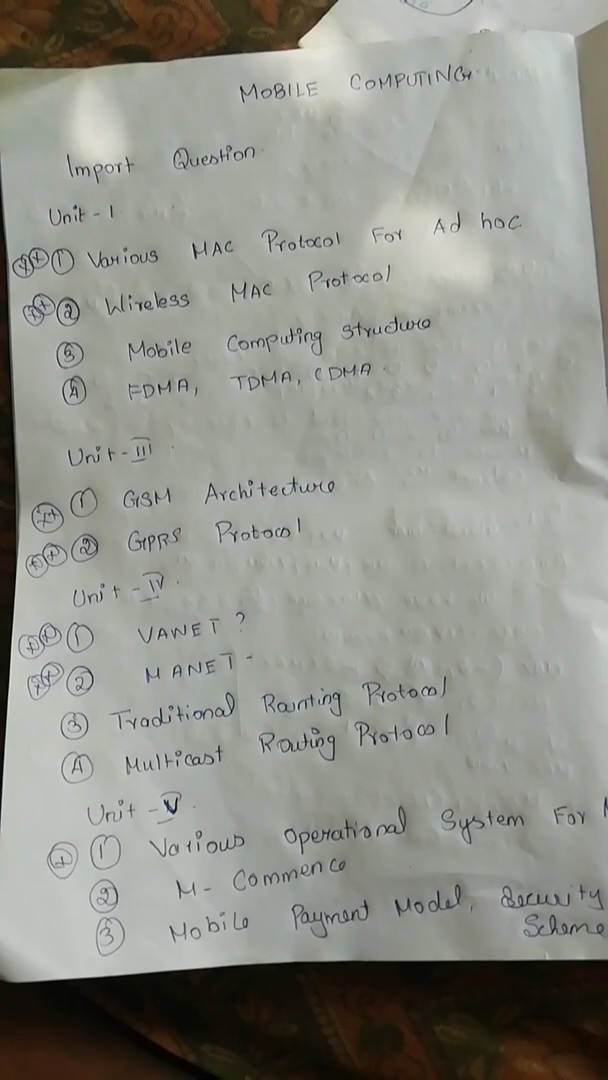 MOBILE COMPUTING
Import Question
Unit - I
** ① Various MAC Protocol For Ad hoc
** ② Wireless MAC Protocol
③ Mobile Computing Structure
④ FDMA, TDMA, CDMA
Unit - III
* ① GSM Architecture
** ② GPRS Protocol
Unit - IV
** ① VANET ?
** ② MANET -
③ Traditional Rounting Protocol
④ Multicast Routing Protocol
Unit - V
* ① Various Operational System For
② M - Commence
③ Mobile Payment Model, Security
Scheme